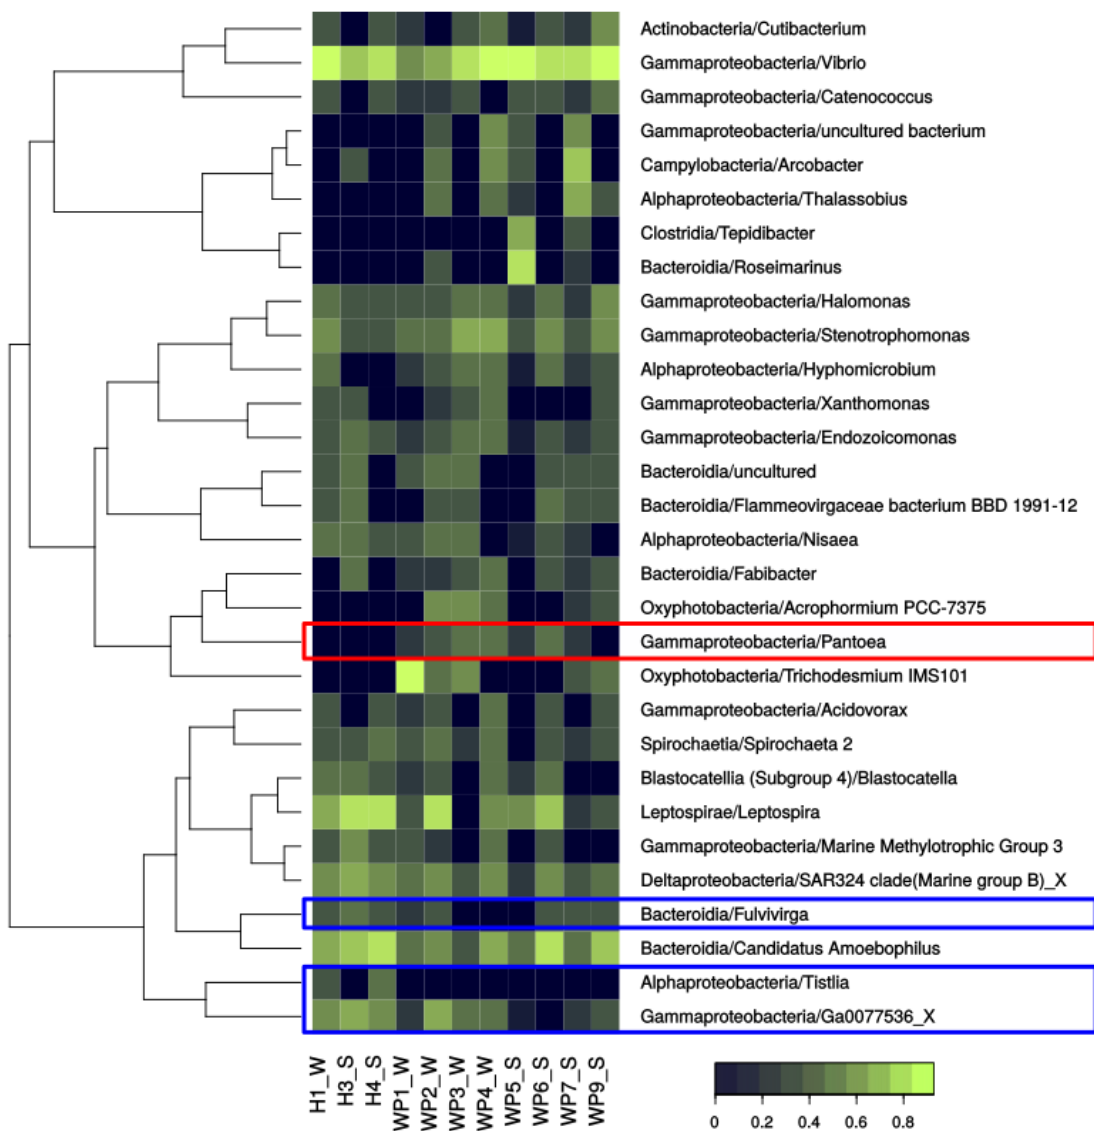 Actinobacteria/Cutibacterium
Gammaproteobacteria/Vibrio
Gammaproteobacteria/Catenococcus
Gammaproteobacteria/uncultured bacterium
Campylobacteria/Arcobacter
Alphaproteobacteria/Thalassobius
Clostridia/Tepidibacter
Bacteroidia/Roseimarinus
Gammaproteobacteria/Halomonas
Gammaproteobacteria/Stenotrophomonas
Alphaproteobacteria/Hyphomicrobium
Gammaproteobacteria/Xanthomonas
Gammaproteobacteria/Endozoicomonas
Bacteroidia/uncultured
Bacteroidia/Flammeovirgaceae bacterium BBD 1991-12
Alphaproteobacteria/Nisaea
Bacteroidia/Fabibacter
Oxyphotobacteria/Acrophormium PCC-7375
Gammaproteobacteria/Pantoea
Oxyphotobacteria/Trichodesmium IMS101
Gammaproteobacteria/Acidovorax
Spirochaetia/Spirochaeta 2
Blastocatellia (Subgroup 4)/Blastocatella
Leptospirae/Leptospira
Gammaproteobacteria/Marine Methylotrophic Group 3
Deltaproteobacteria/SAR324 clade(Marine group B)_X
Bacteroidia/Fulvivirga
Bacteroidia/Candidatus Amoebophilus
Alphaproteobacteria/Tistlia
Gammaproteobacteria/Ga0077536_X
H1_W
H3_S
H4_S
WP1_W
WP2_W
WP3_W
WP4_W
WP5_S
WP6_S
WP7_S
WP9_S
0 0.2 0.4 0.6 0.8